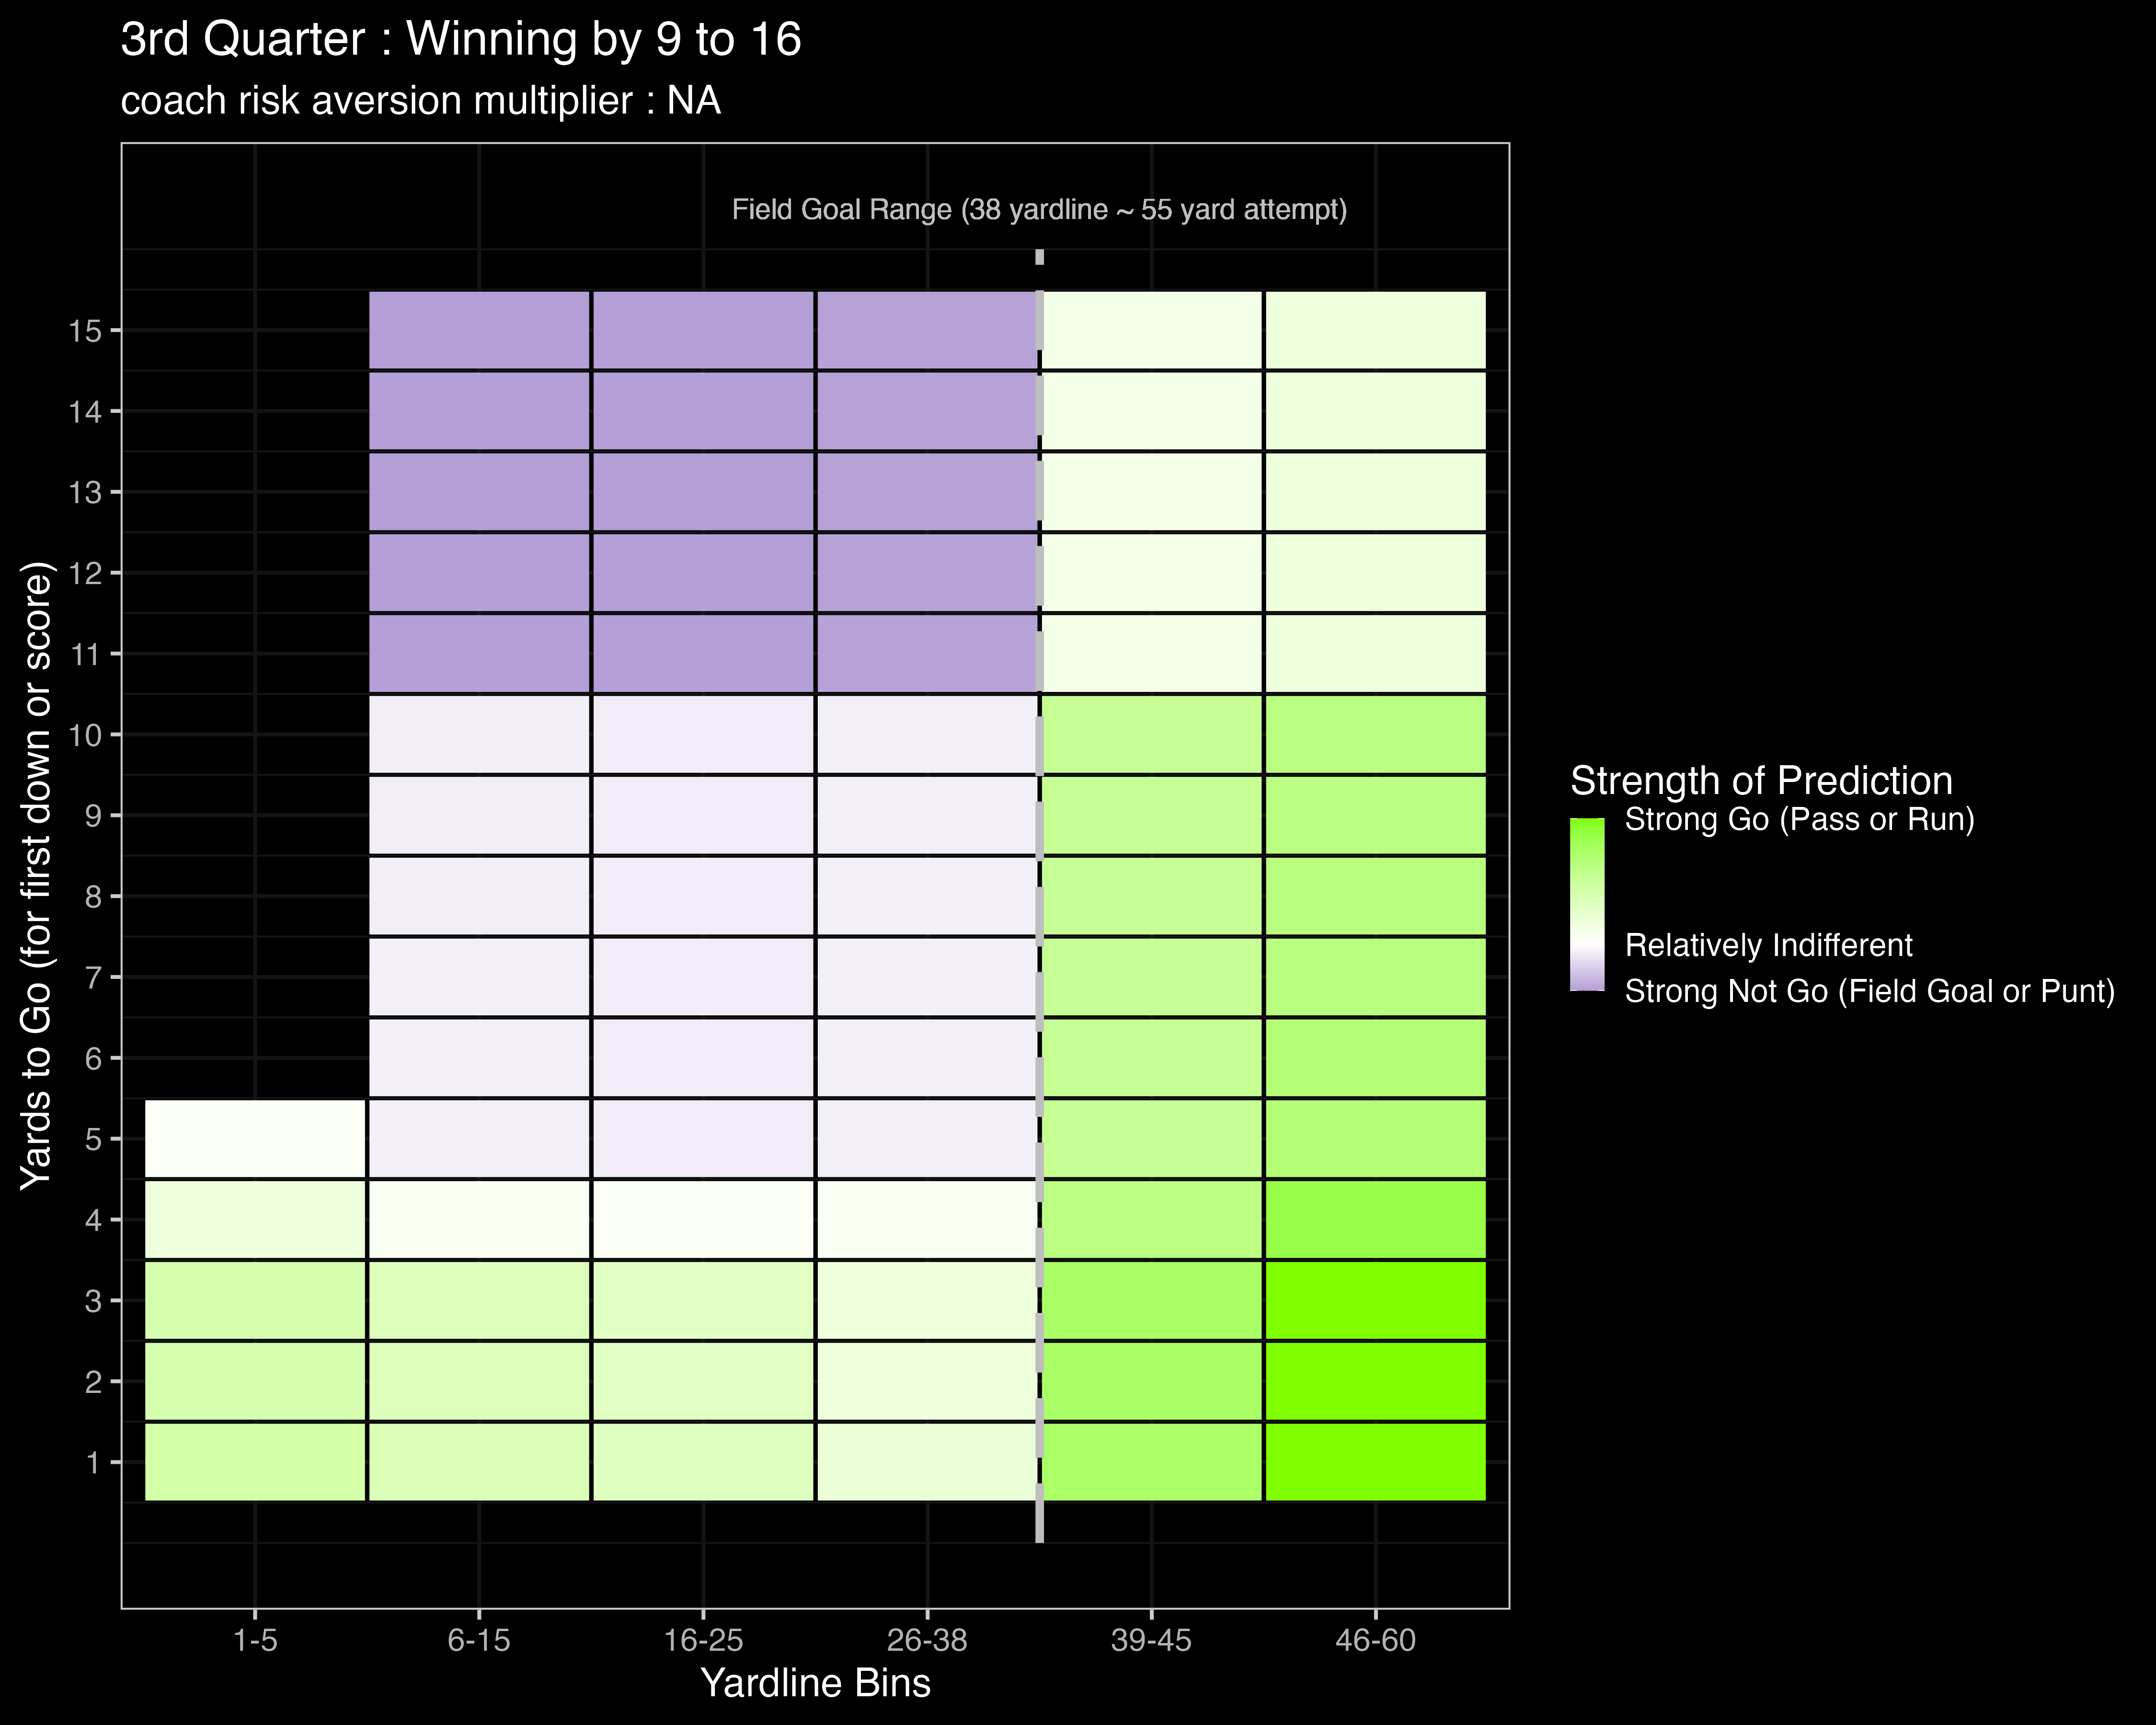 3rd Quarter : Winning by 9 to 16
coach risk aversion multiplier : NA
Field Goal Range (38 yardline ~ 55 yard attempt)
Yards to Go (for first down or score)
15
14
13
12
11
10
9
8
7
6
5
4
3
2
1
1-5
6-15
16-25
26-38
39-45
46-60
Yardline Bins
Strength of Prediction
Strong Go (Pass or Run)
Relatively Indifferent
Strong Not Go (Field Goal or Punt)